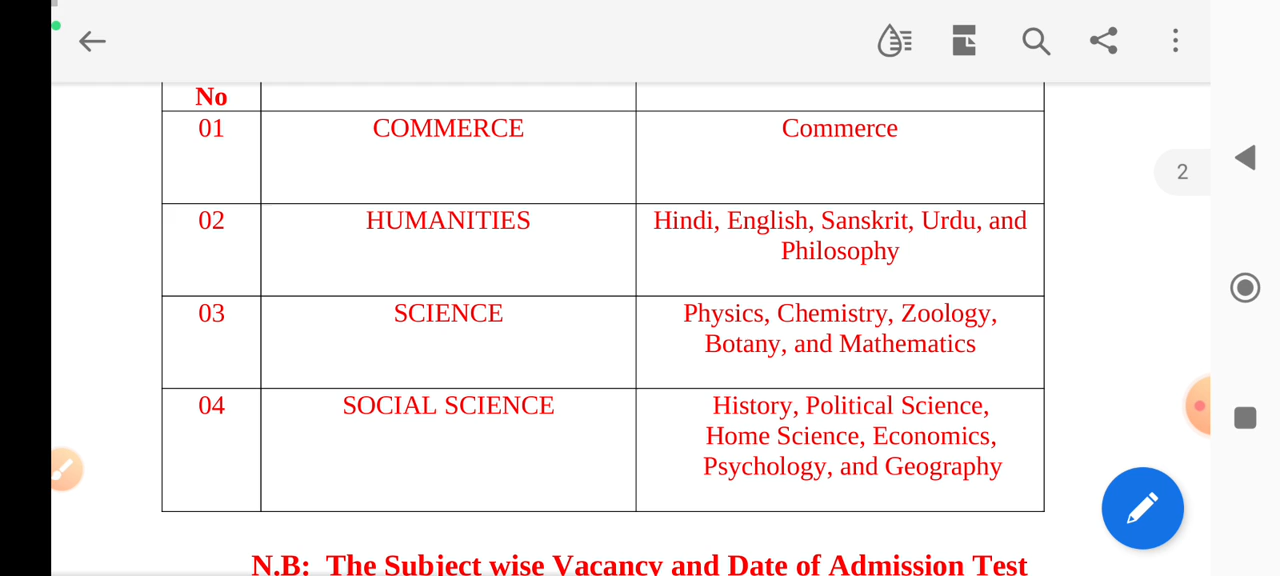 2
No
01 COMMERCE Commerce
02 HUMANITIES Hindi, English, Sanskrit, Urdu, and
Philosophy
03 SCIENCE Physics, Chemistry, Zoology,
Botany, and Mathematics
04 SOCIAL SCIENCE History, Political Science,
Home Science, Economics,
Psychology, and Geography
N.B: The Subject wise Vacancy and Date of Admission Test